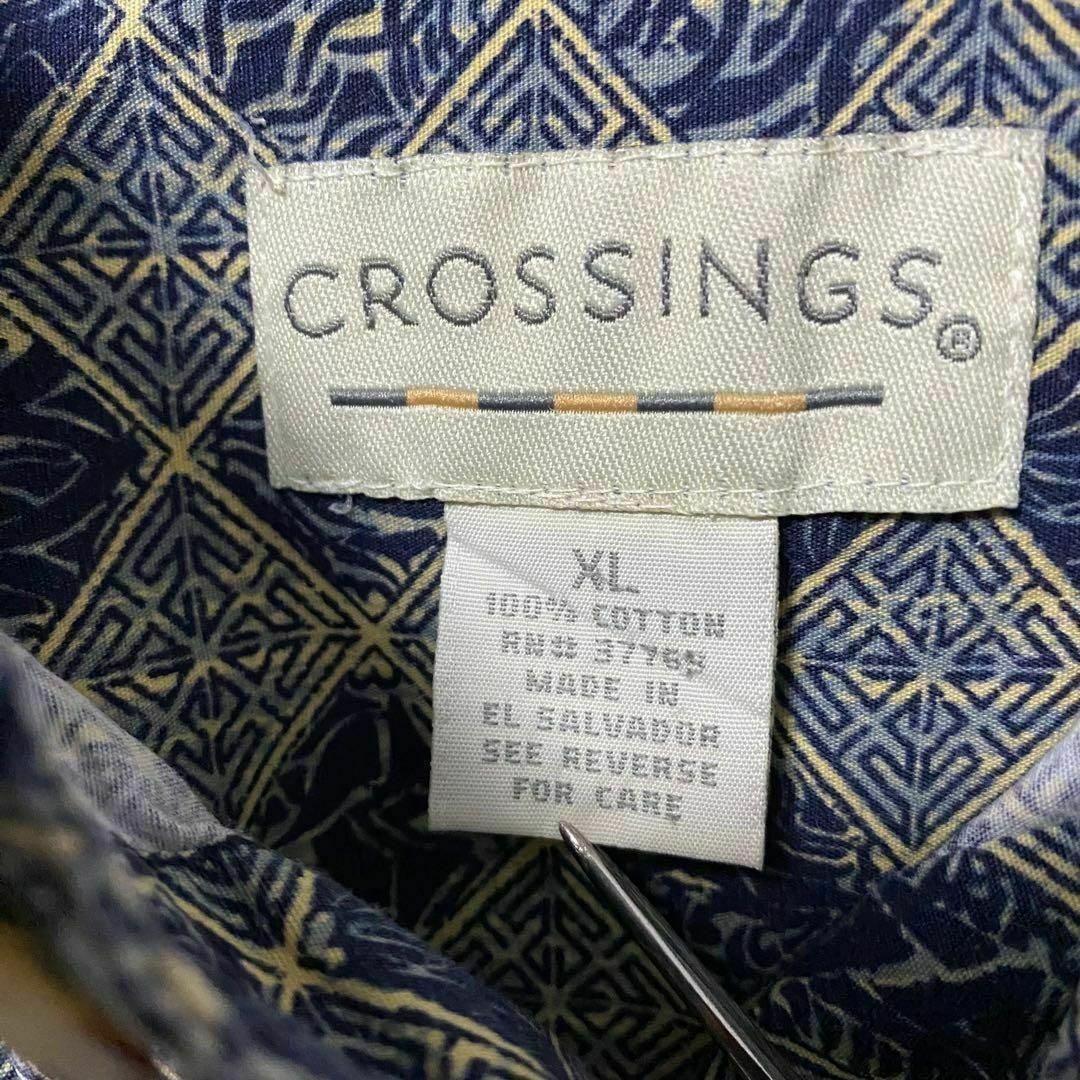 CROSSINGS®
XL
100% COTTON
RN# 37765
MADE IN
EL SALVADOR
SEE REVERSE
FOR CARE